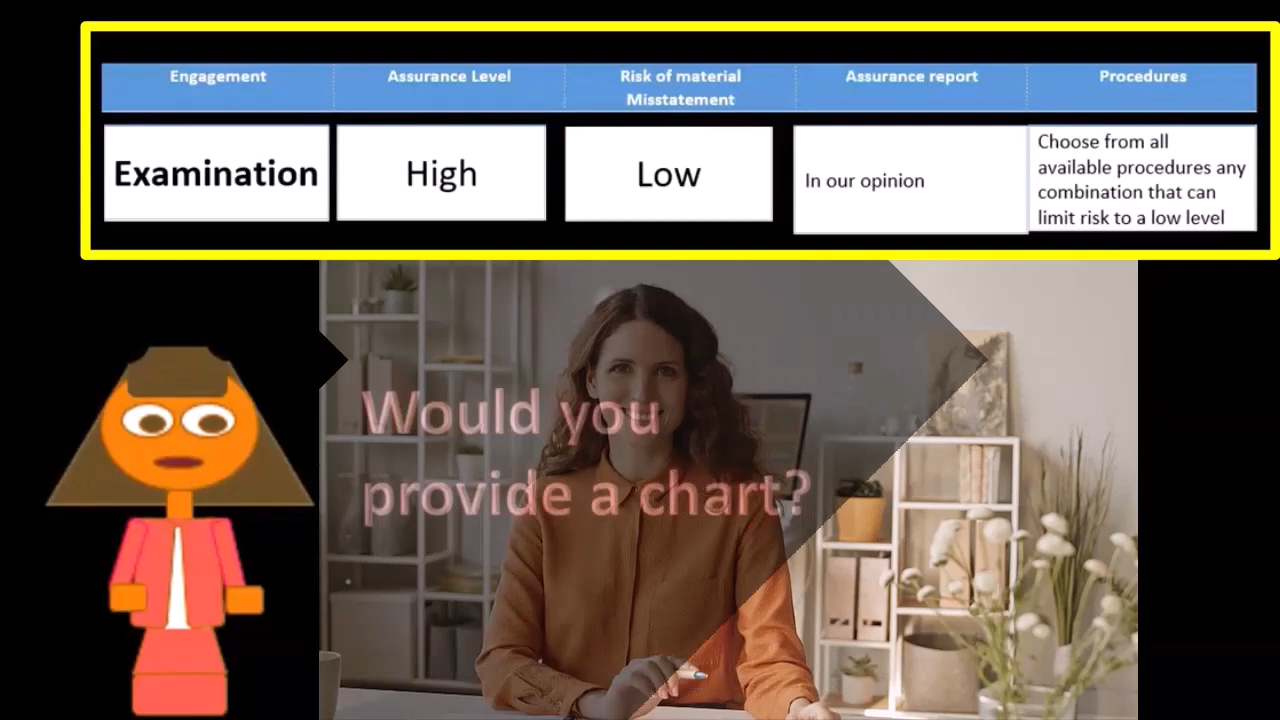 Engagement
Assurance Level
Risk of material
Misstatement
Assurance report
Procedures
Examination
High
Low
In our opinion
Choose from all
available procedures any
combination that can
limit risk to a low level
Would you
provide a chart?